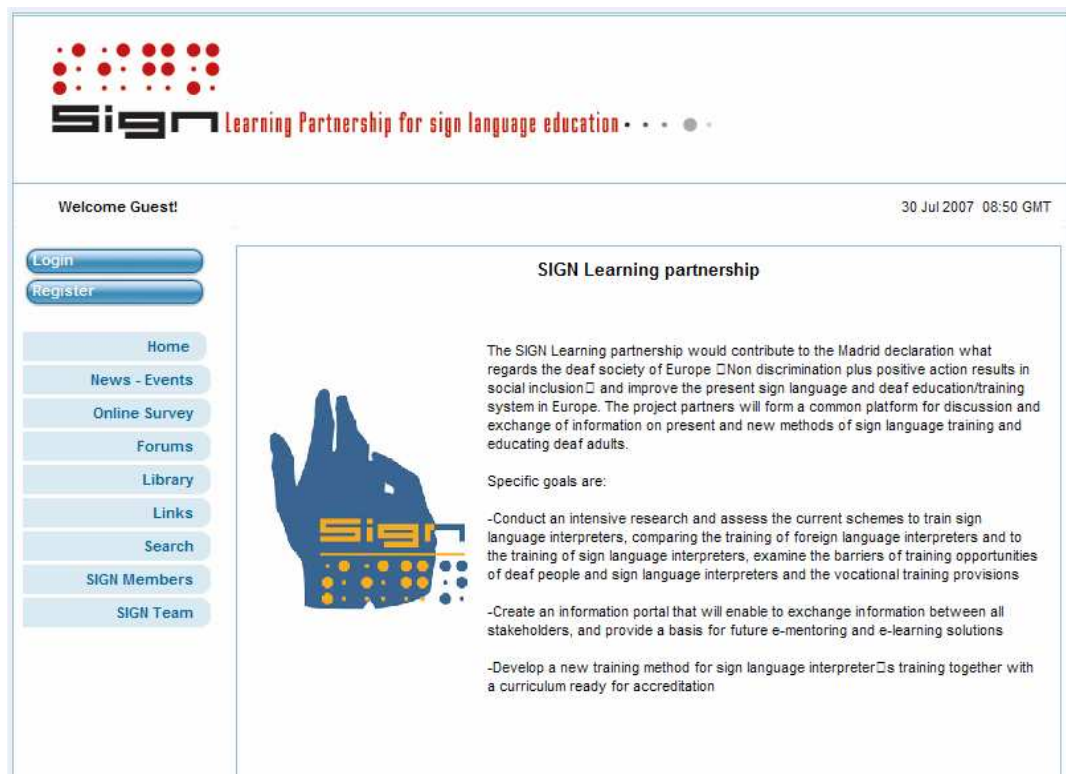 Sign Learning Partnership for sign language education
Welcome Guest!
30 Jul 2007 08:50 GMT
Login
Register
Home
News - Events
Online Survey
Forums
Library
Links
Search
SIGN Members
SIGN Team
SIGN Learning partnership
The SIGN Learning partnership would contribute to the Madrid declaration what
regards the deaf society of Europe □Non discrimination plus positive action results in
social inclusion□ and improve the present sign language and deaf education/training
system in Europe. The project partners will form a common platform for discussion and
exchange of information on present and new methods of sign language training and
educating deaf adults.
Specific goals are:
-Conduct an intensive research and assess the current schemes to train sign
language interpreters, comparing the training of foreign language interpreters and to
the training of sign language interpreters, examine the barriers of training opportunities
of deaf people and sign language interpreters and the vocational training provisions
-Create an information portal that will enable to exchange information between all
stakeholders, and provide a basis for future e-mentoring and e-learning solutions
-Develop a new training method for sign language interpreter□s training together with
a curriculum ready for accreditation
Sign